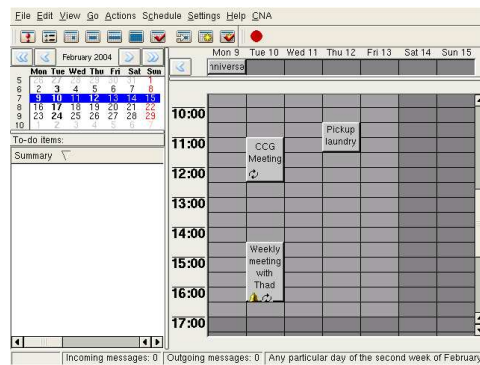 File Edit View Go Actions Schedule Settings Help CNA
February 2004
Mon Tue Wed Thu Fri Sat Sun
5 26 27 28 29 30 31 1
6 2 3 4 5 6 7 8
7 9 10 11 12 13 14 15
8 16 17 18 19 20 21 22
9 23 24 25 26 27 28 29
10 1 2 3 4 5 6 7
To-do items:
Summary
Mon 9 Tue 10 Wed 11 Thu 12 Fri 13 Sat 14 Sun 15
nniversa
10:00
11:00
12:00
13:00
14:00
15:00
16:00
17:00
CCG
Meeting
Pickup
laundry
Weekly
meeting
with
Thad
Incoming messages: 0 Outgoing messages: 0 Any particular day of the second week of February